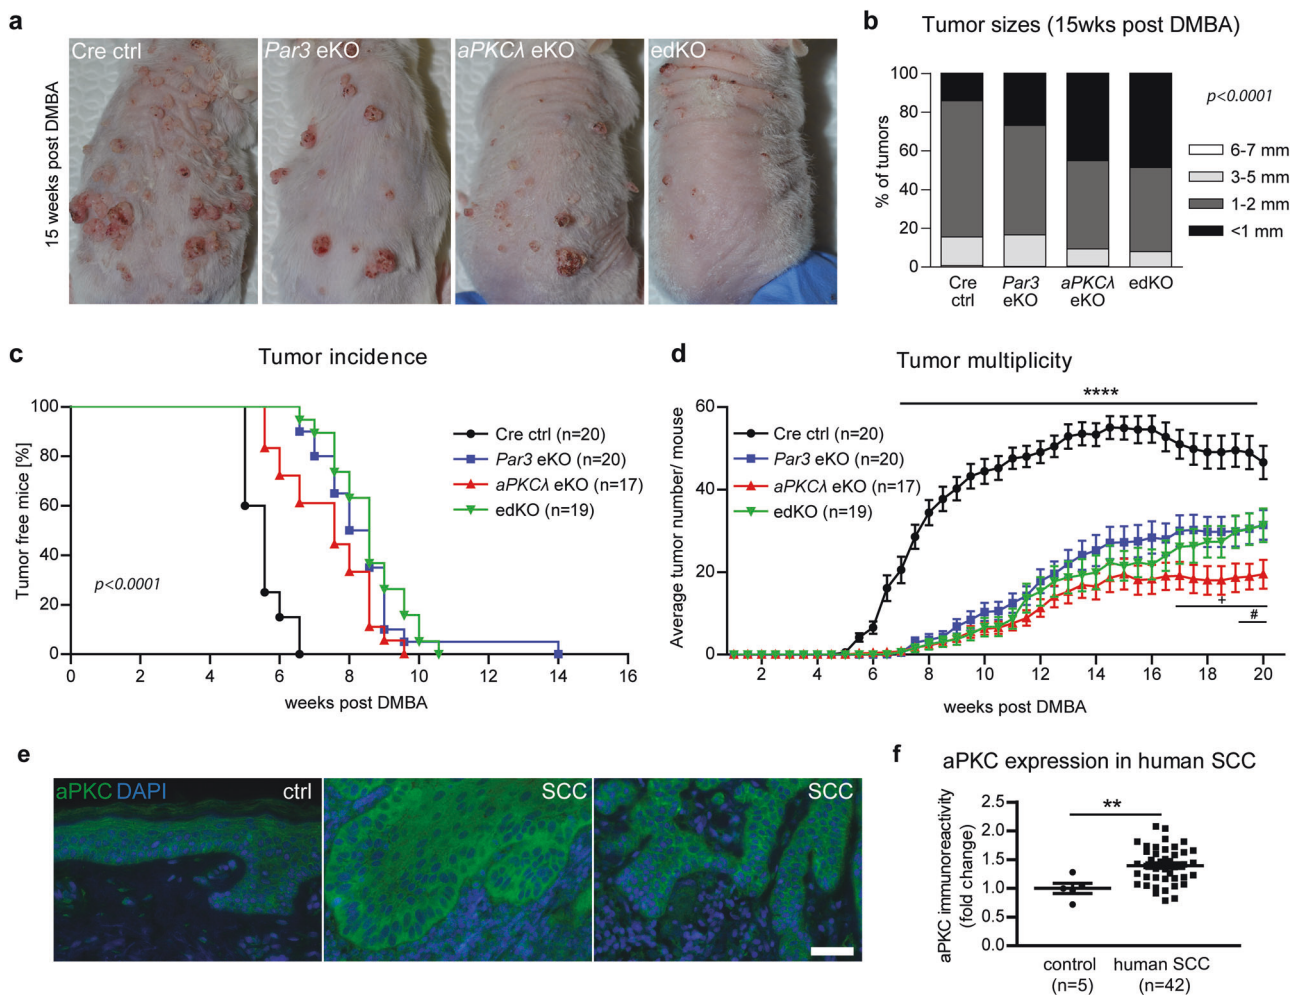 a
Cre ctrl
Par3 eKO
aPKCλ eKO
edKO
15 weeks post DMBA
b
Tumor sizes (15wks post DMBA)
100
80
60
40
20
0
% of tumors
p<0.0001
6-7 mm
3-5 mm
1-2 mm
<1 mm
Cre
ctrl
Par3
eKO
aPKCλ
eKO
edKO
c
Tumor incidence
100
80
60
40
20
0
Tumor free mice [%]
p<0.0001
Cre ctrl (n=20)
Par3 eKO (n=20)
aPKCλ eKO (n=17)
edKO (n=19)
0 2 4 6 8 10 12 14 16
weeks post DMBA
d
Tumor multiplicity
****
60
40
20
0
Average tumor number/ mouse
Cre ctrl (n=20)
Par3 eKO (n=20)
aPKCλ eKO (n=17)
edKO (n=19)
‡
#
2 4 6 8 10 12 14 16 18 20
weeks post DMBA
e
aPKC DAPI
ctrl
SCC
SCC
f
aPKC expression in human SCC
**
2.5
2.0
1.5
1.0
0.5
0.0
aPKC immunoreactivity
(fold change)
control
(n=5)
human SCC
(n=42)